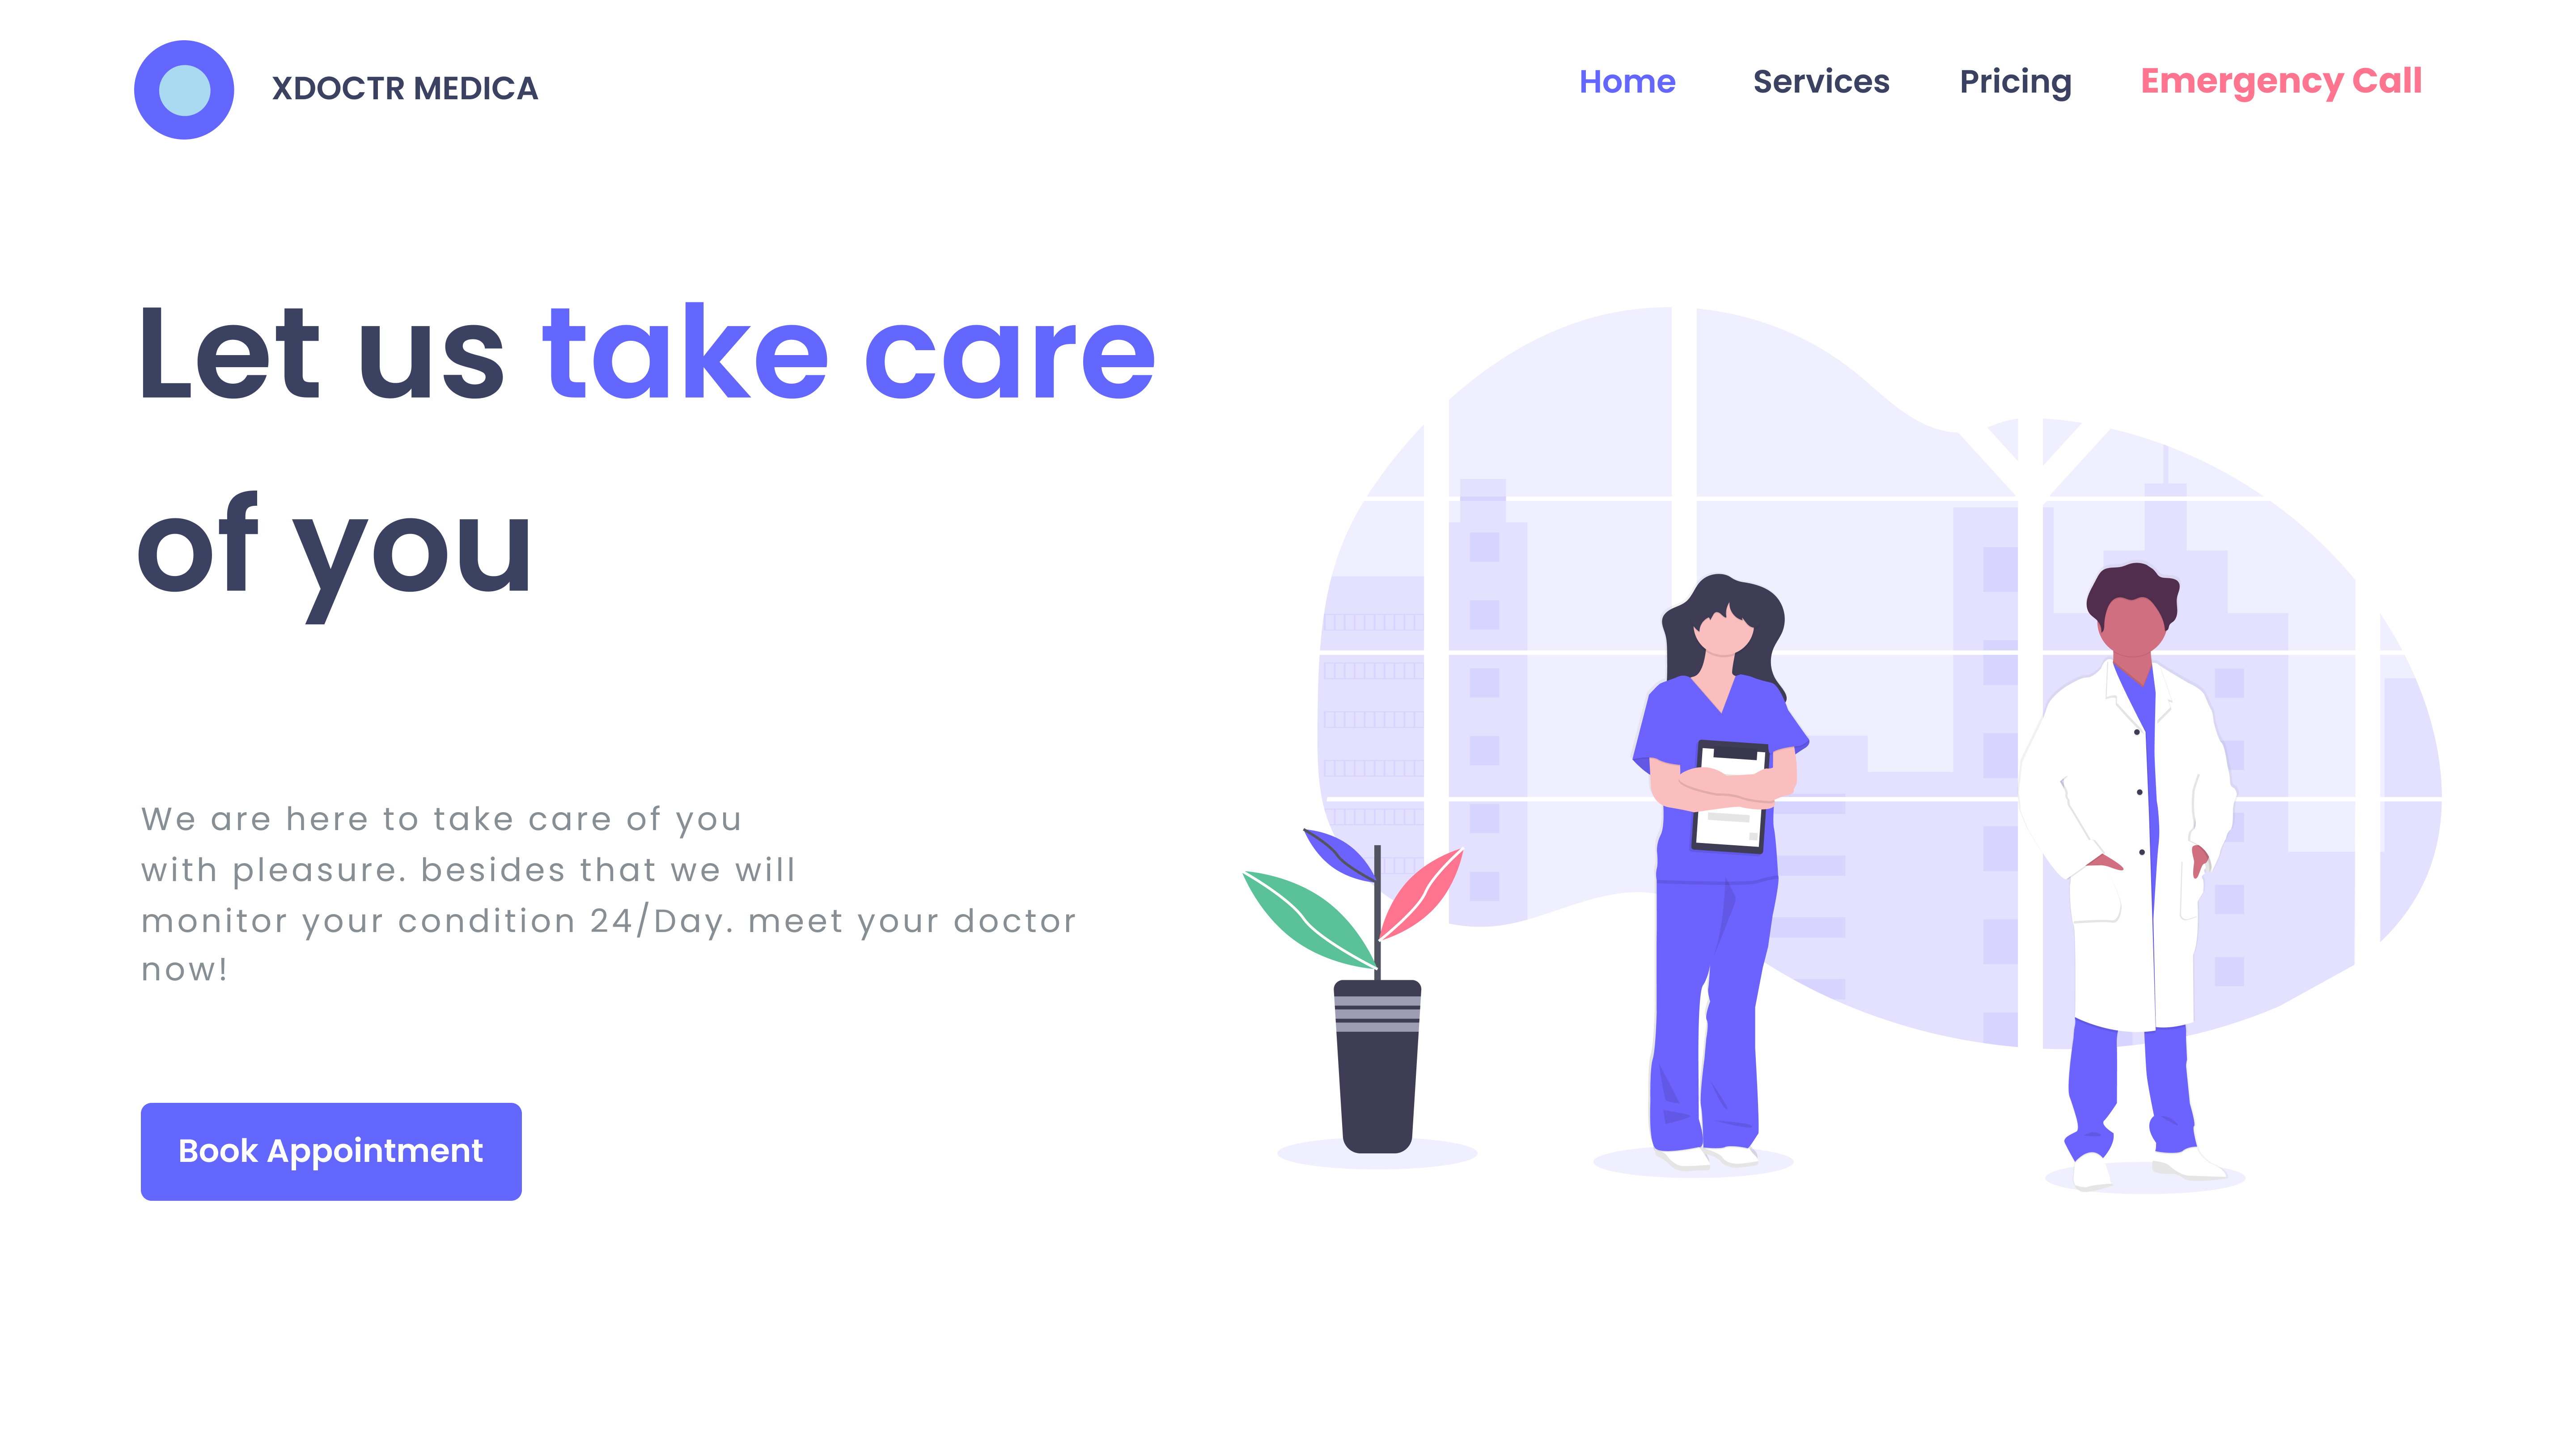 XDOCTR MEDICA
Home Services Pricing Emergency Call
Let us take care
of you
We are here to take care of you
with pleasure. besides that we will
monitor your condition 24/Day. meet your doctor
now!
Book Appointment